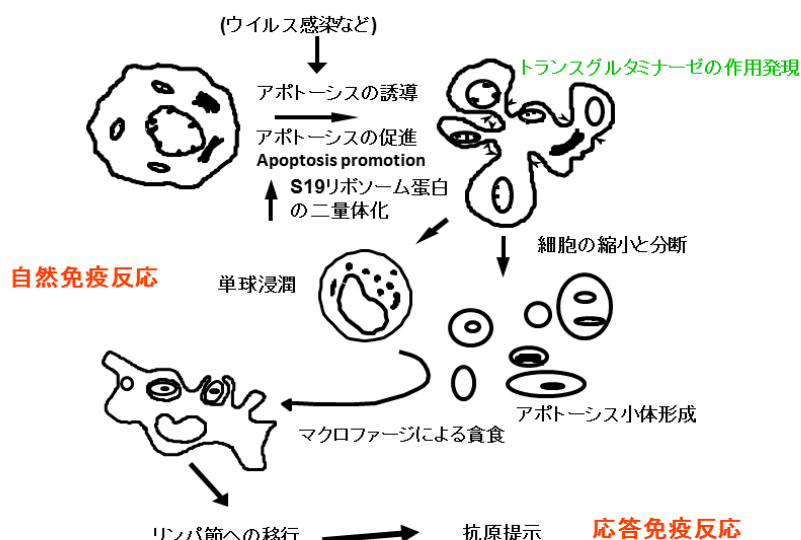 (ウイルス感染など)
トランスグルタミナーゼの作用発現
アポトーシスの誘導
アポトーシスの促進
Apoptosis promotion
S19リボソーム蛋白
の二量体化
細胞の縮小と分断
自然免疫反応
単球浸潤
アポトーシス小体形成
マクロファージによる貪食
リンパ節への移行
抗原提示
応答免疫反応